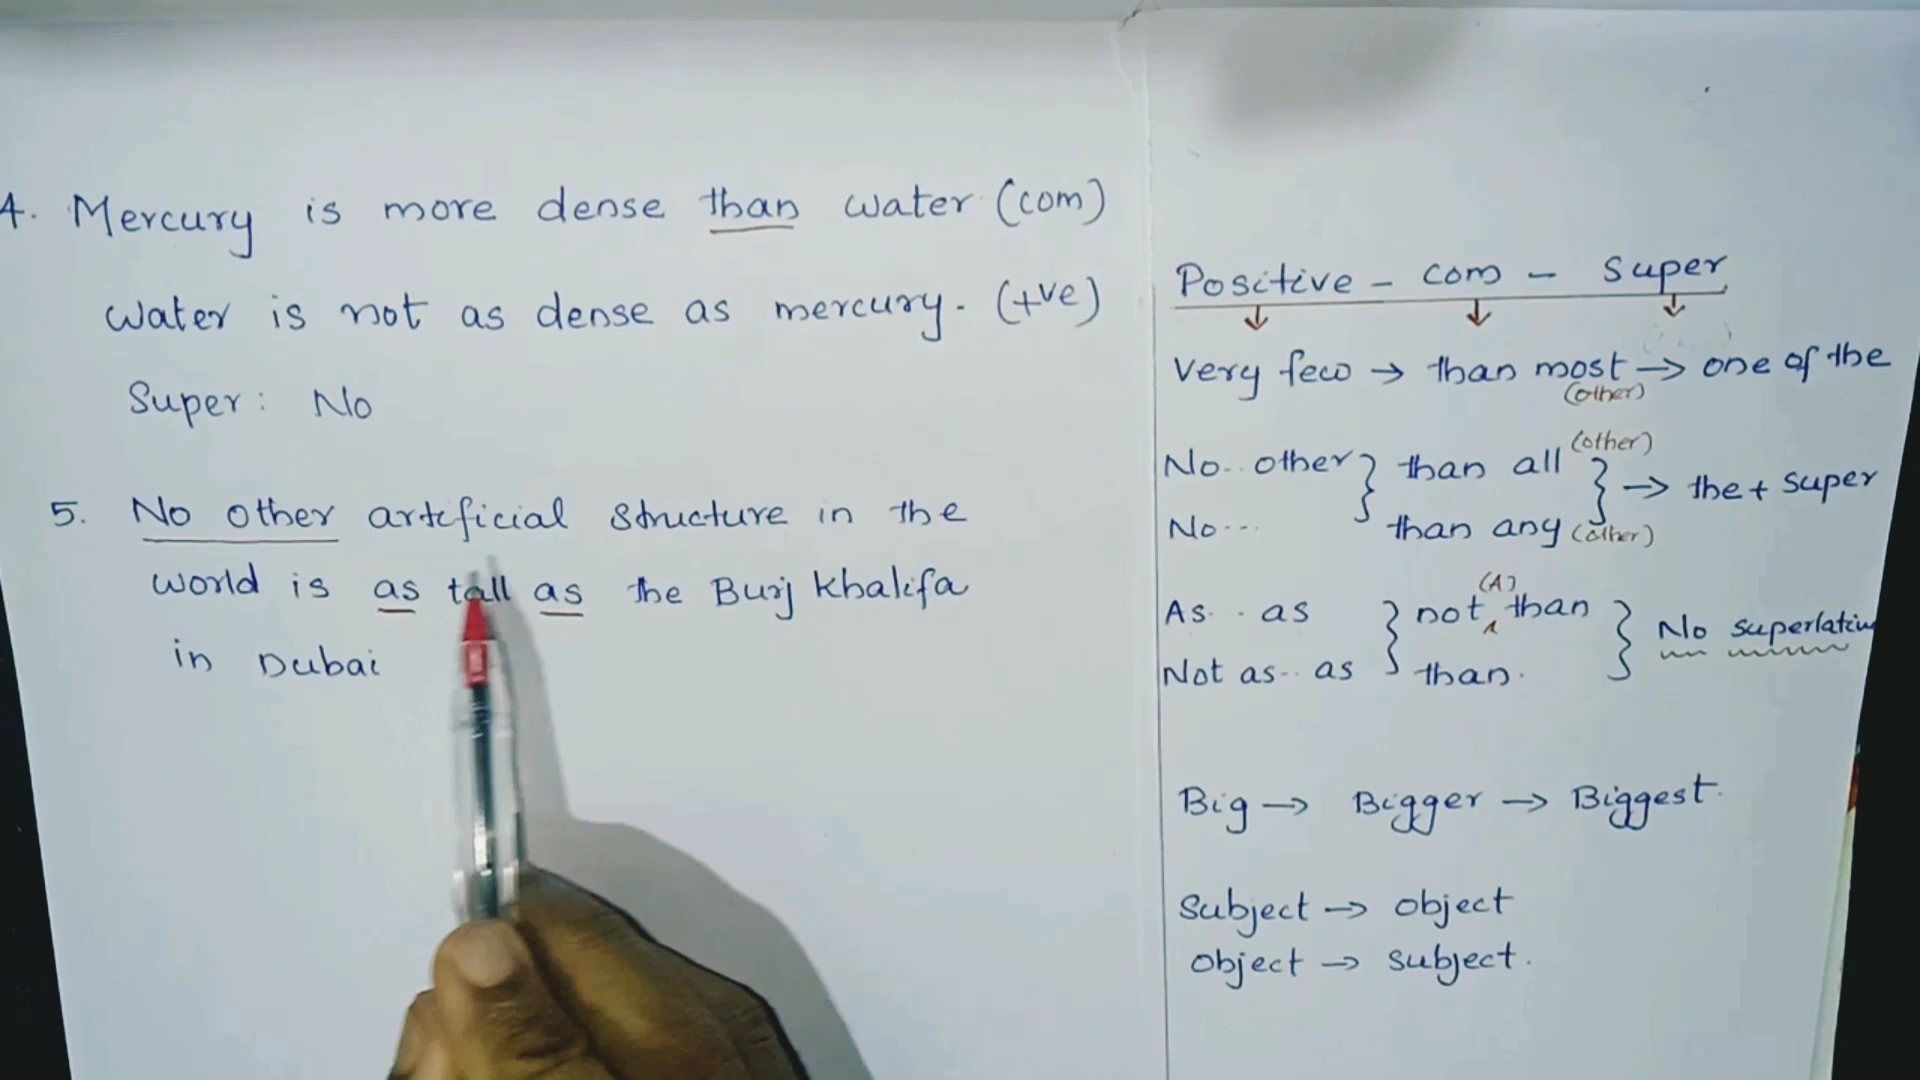 4. Mercury is more dense than water (com)
water is not as dense as mercury. (+ve)
Super: No
5. No other artificial structure in the
world is as tall as the Burj Khalifa
in Dubai
Positive - com - super
Very few → than most → one of the
(other)
No.. other } than all (other) } → the + super
No... than any (other)
As.. as } not (A) than } No superlative
Not as.. as than.
Big → Bigger → Biggest.
Subject → object
object → subject.